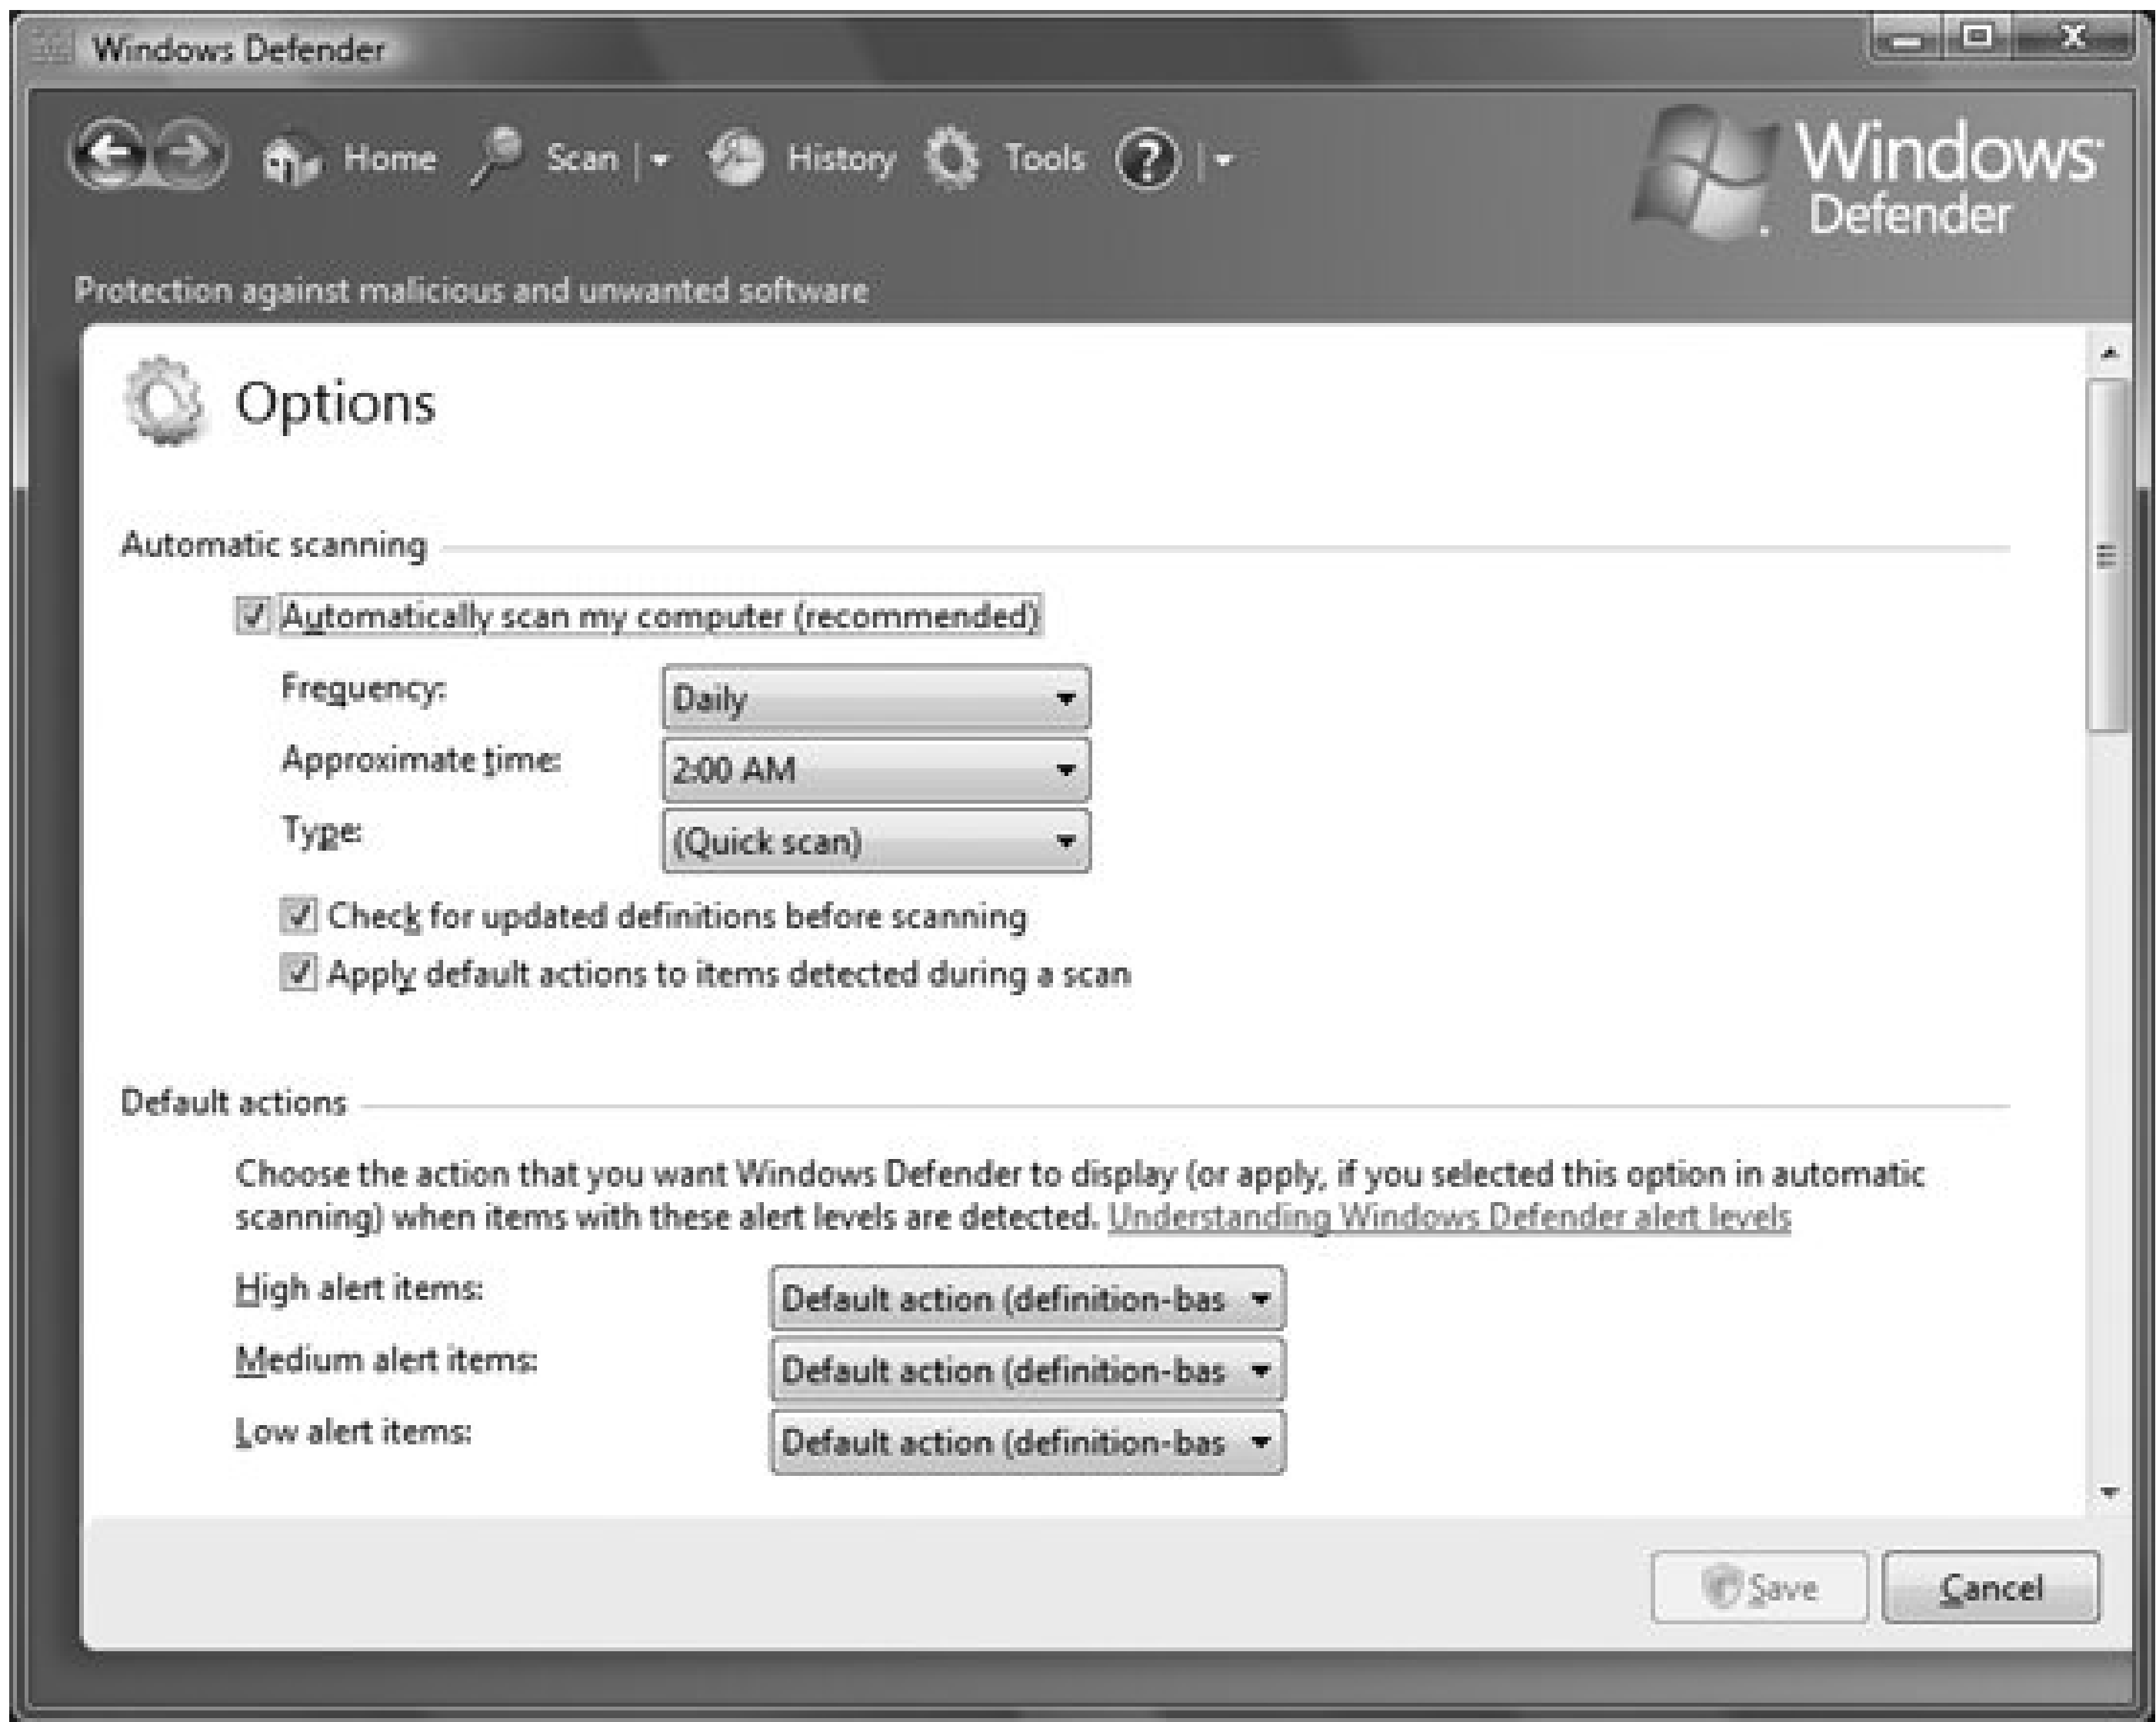 Windows Defender
Home
Scan
History
Tools
?
Windows
Defender
Protection against malicious and unwanted software
Options
Automatic scanning
Automatically scan my computer (recommended)
Frequency:
Daily
Approximate time:
2:00 AM
Type:
(Quick scan)
Check for updated definitions before scanning
Apply default actions to items detected during a scan
Default actions
Choose the action that you want Windows Defender to display (or apply, if you selected this option in automatic
scanning) when items with these alert levels are detected. Understanding Windows Defender alert levels
High alert items:
Default action (definition-bas
Medium alert items:
Default action (definition-bas
Low alert items:
Default action (definition-bas
Save
Cancel